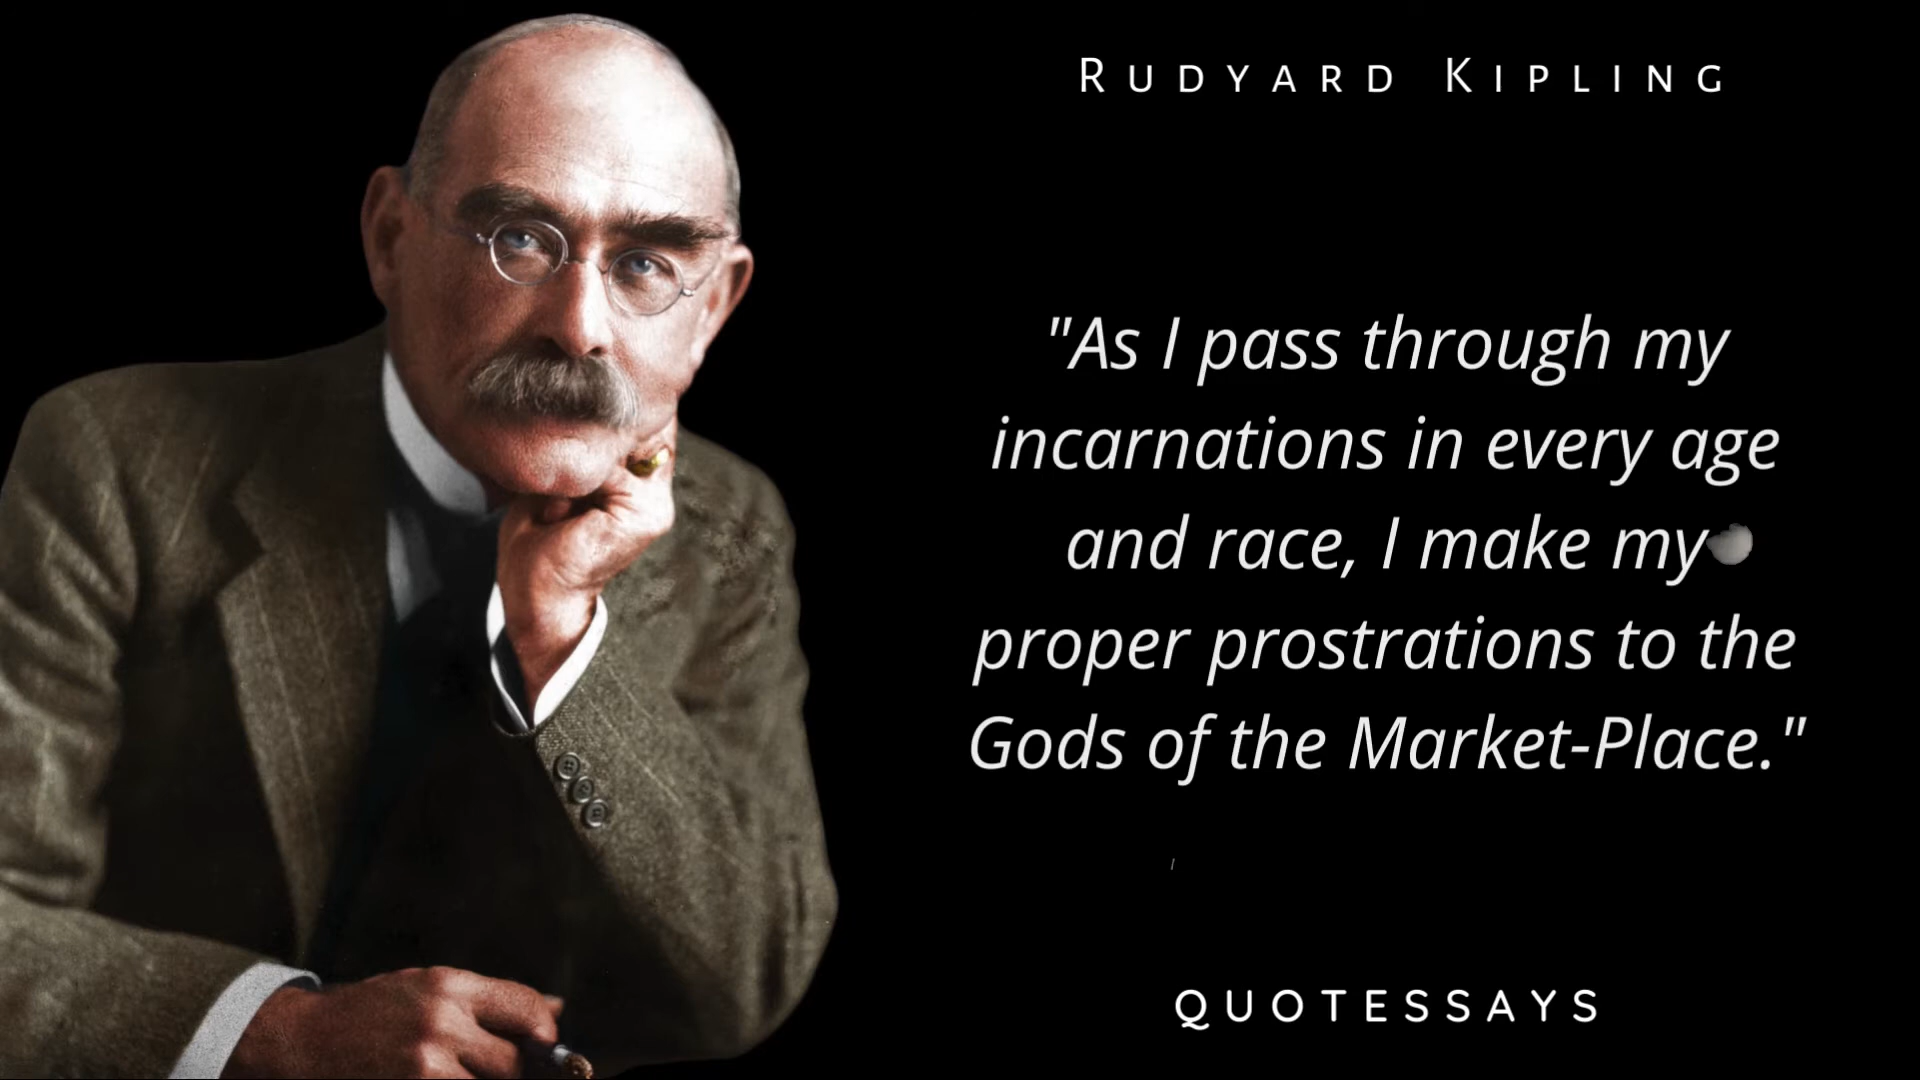 Rudyard Kipling
"As I pass through my
incarnations in every age
and race, I make my
proper prostrations to the
Gods of the Market-Place."
QUOTESSAYS